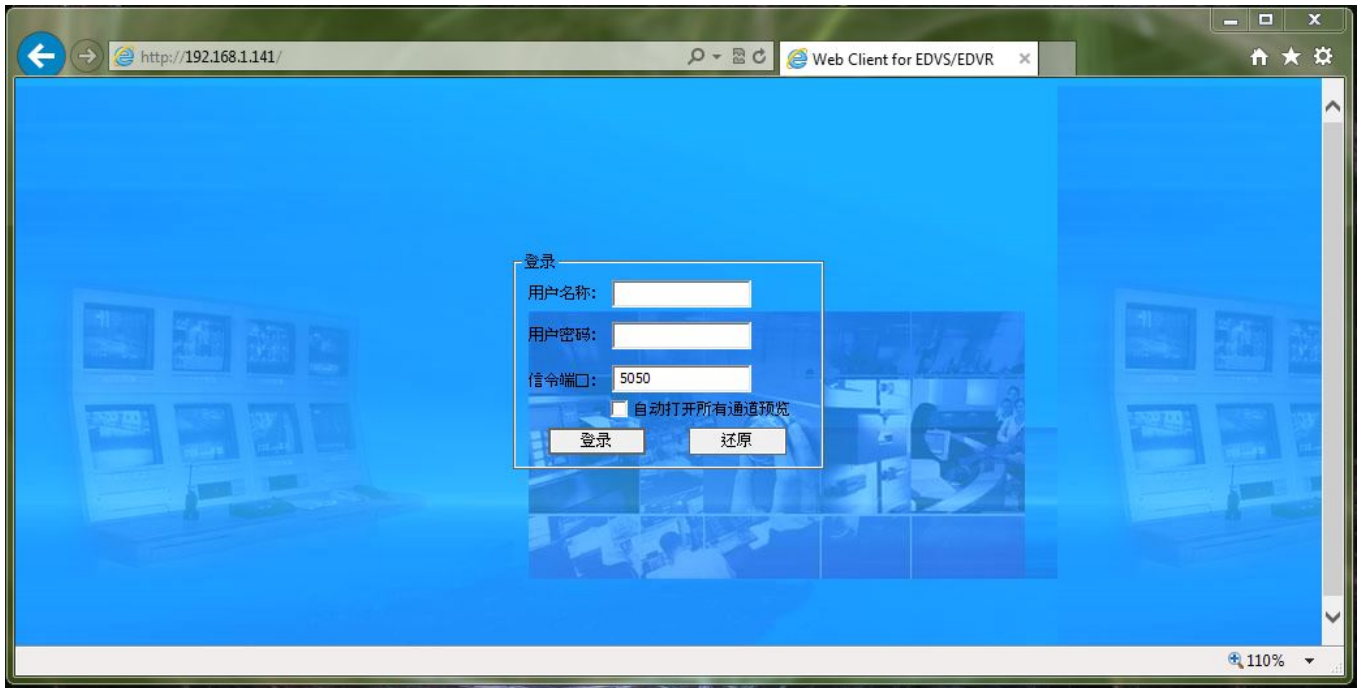 http://192.168.1.141/
Web Client for EDVS/EDVR
登录
用户名称:
用户密码:
信令端口: 5050
自动打开所有通道预览
登录 还原
110%